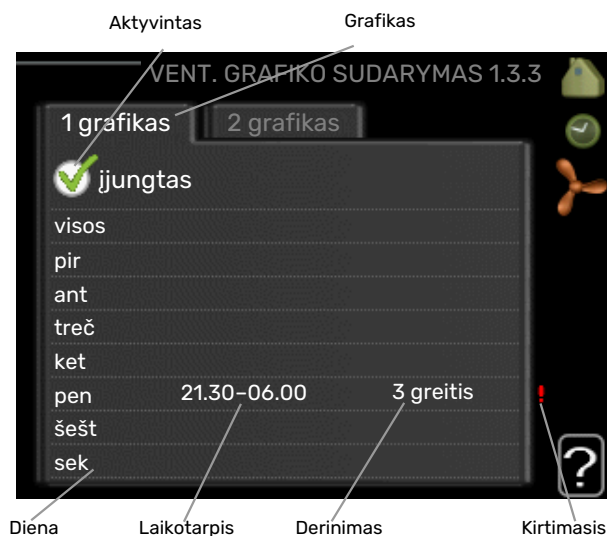 Aktyvintas Grafikas
VENT. GRAFIKO SUDARYMAS 1.3.3
1 grafikas 2 grafikas
įjungtas
visos
pir
ant
treč
ket
pen 21.30–06.00 3 greitis !
šešt
sek
?
Diena Laikotarpis Derinimas Kirtimasis